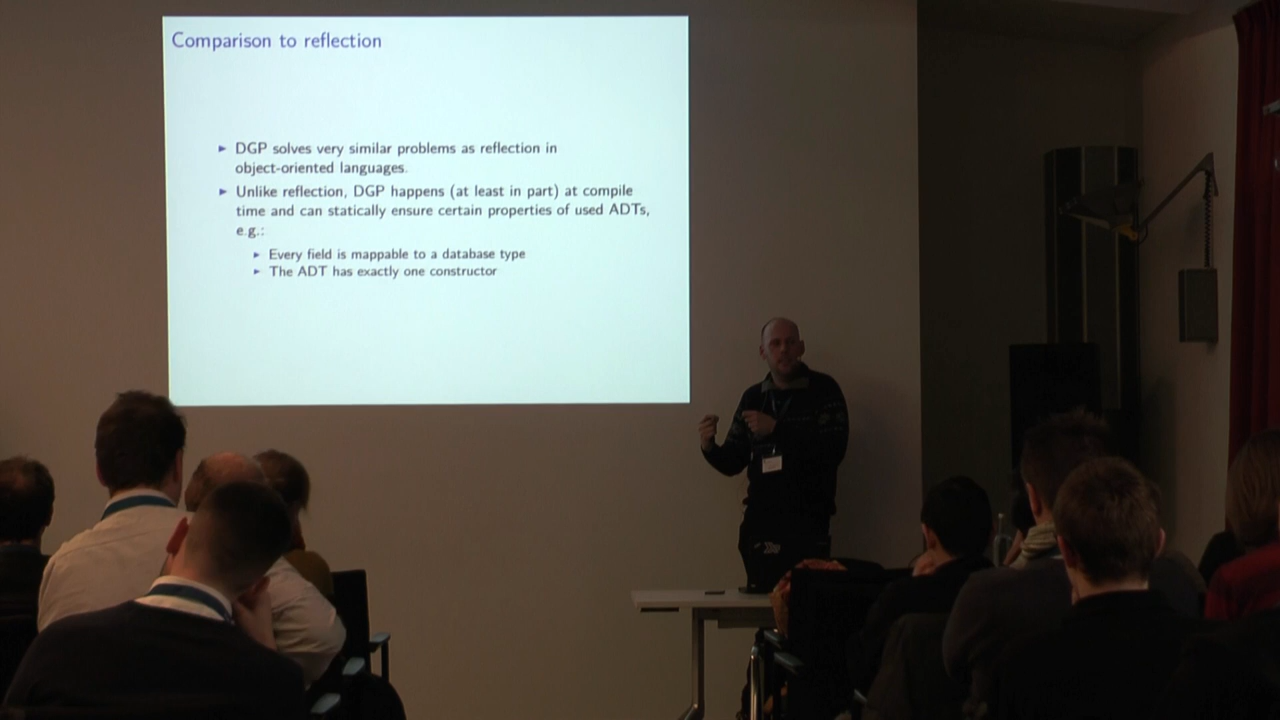 Comparison to reflection
► DGP solves very similar problems as reflection in
object-oriented languages.
► Unlike reflection, DGP happens (at least in part) at compile
time and can statically ensure certain properties of used ADTs,
e.g.:
► Every field is mappable to a database type
► The ADT has exactly one constructor